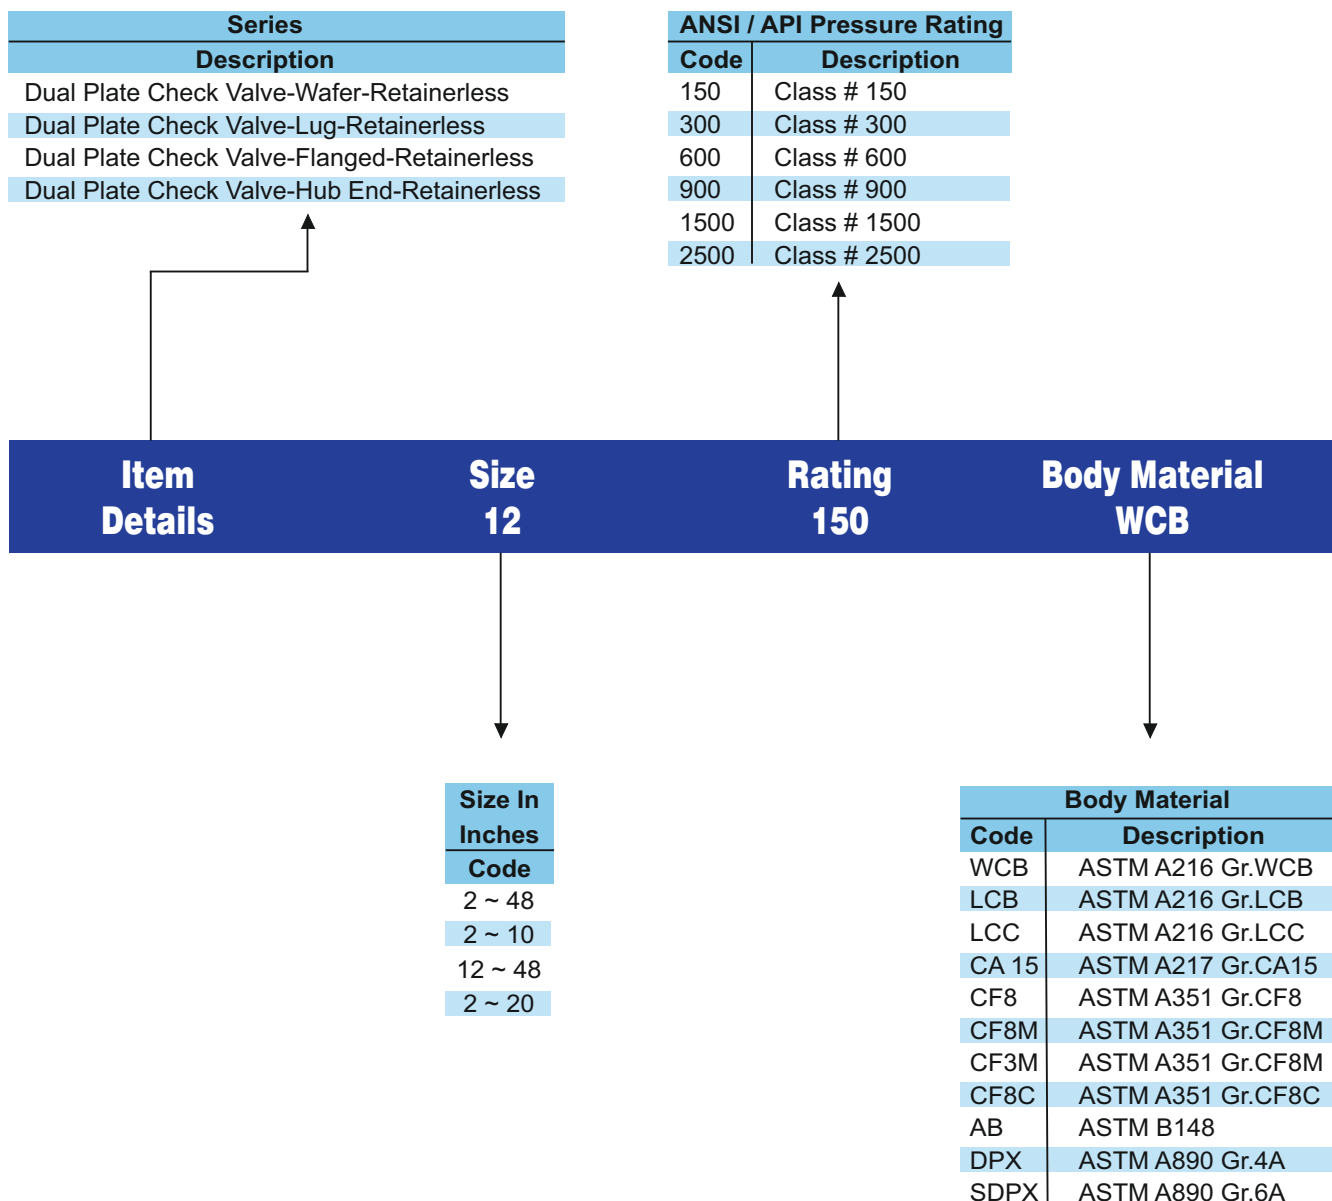 Series
Description
Dual Plate Check Valve-Wafer-Retainerless
Dual Plate Check Valve-Lug-Retainerless
Dual Plate Check Valve-Flanged-Retainerless
Dual Plate Check Valve-Hub End-Retainerless
ANSI / API Pressure Rating
Code Description
150 Class # 150
300 Class # 300
600 Class # 600
900 Class # 900
1500 Class # 1500
2500 Class # 2500
Item Size Rating Body Material
Details 12 150 WCB
Size In
Inches
Code
2 ~ 48
2 ~ 10
12 ~ 48
2 ~ 20
Body Material
Code Description
WCB ASTM A216 Gr.WCB
LCB ASTM A216 Gr.LCB
LCC ASTM A216 Gr.LCC
CA 15 ASTM A217 Gr.CA15
CF8 ASTM A351 Gr.CF8
CF8M ASTM A351 Gr.CF8M
CF3M ASTM A351 Gr.CF8M
CF8C ASTM A351 Gr.CF8C
AB ASTM B148
DPX ASTM A890 Gr.4A
SDPX ASTM A890 Gr.6A